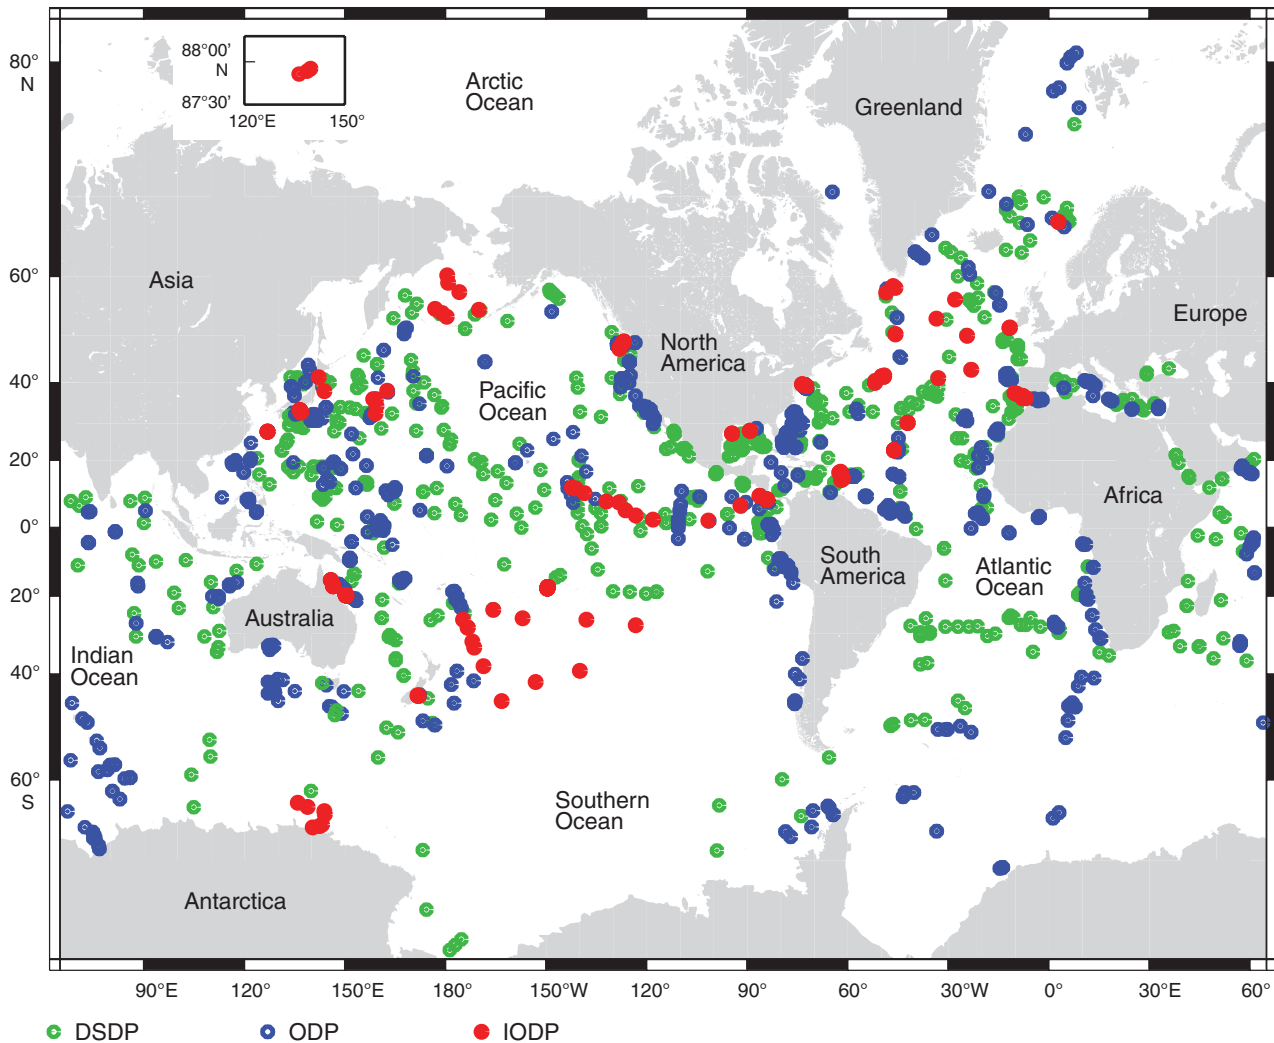 88°00'
N
87°30'
120°E 150°
80°
N
60°
40°
20°
0°
20°
40°
60°
S
Arctic
Ocean
Greenland
Asia
North
America
Europe
Pacific
Ocean
Africa
South
America
Atlantic
Ocean
Australia
Indian
Ocean
Southern
Ocean
Antarctica
90°E 120° 150°E 180° 150°W 120° 90° 60° 30°W 0° 30°E 60°
DSDP ODP IODP